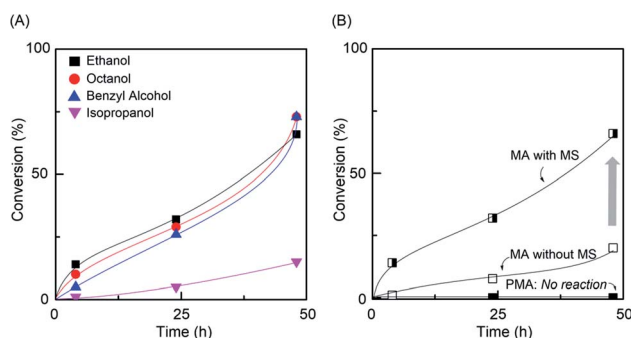 (A)
100
Ethanol
Octanol
Benzyl Alcohol
Isopropanol
Conversion (%)
50
0
0
25
50
Time (h)
(B)
100
MA with MS
Conversion (%)
50
MA without MS
PMA: No reaction
0
0
25
50
Time (h)